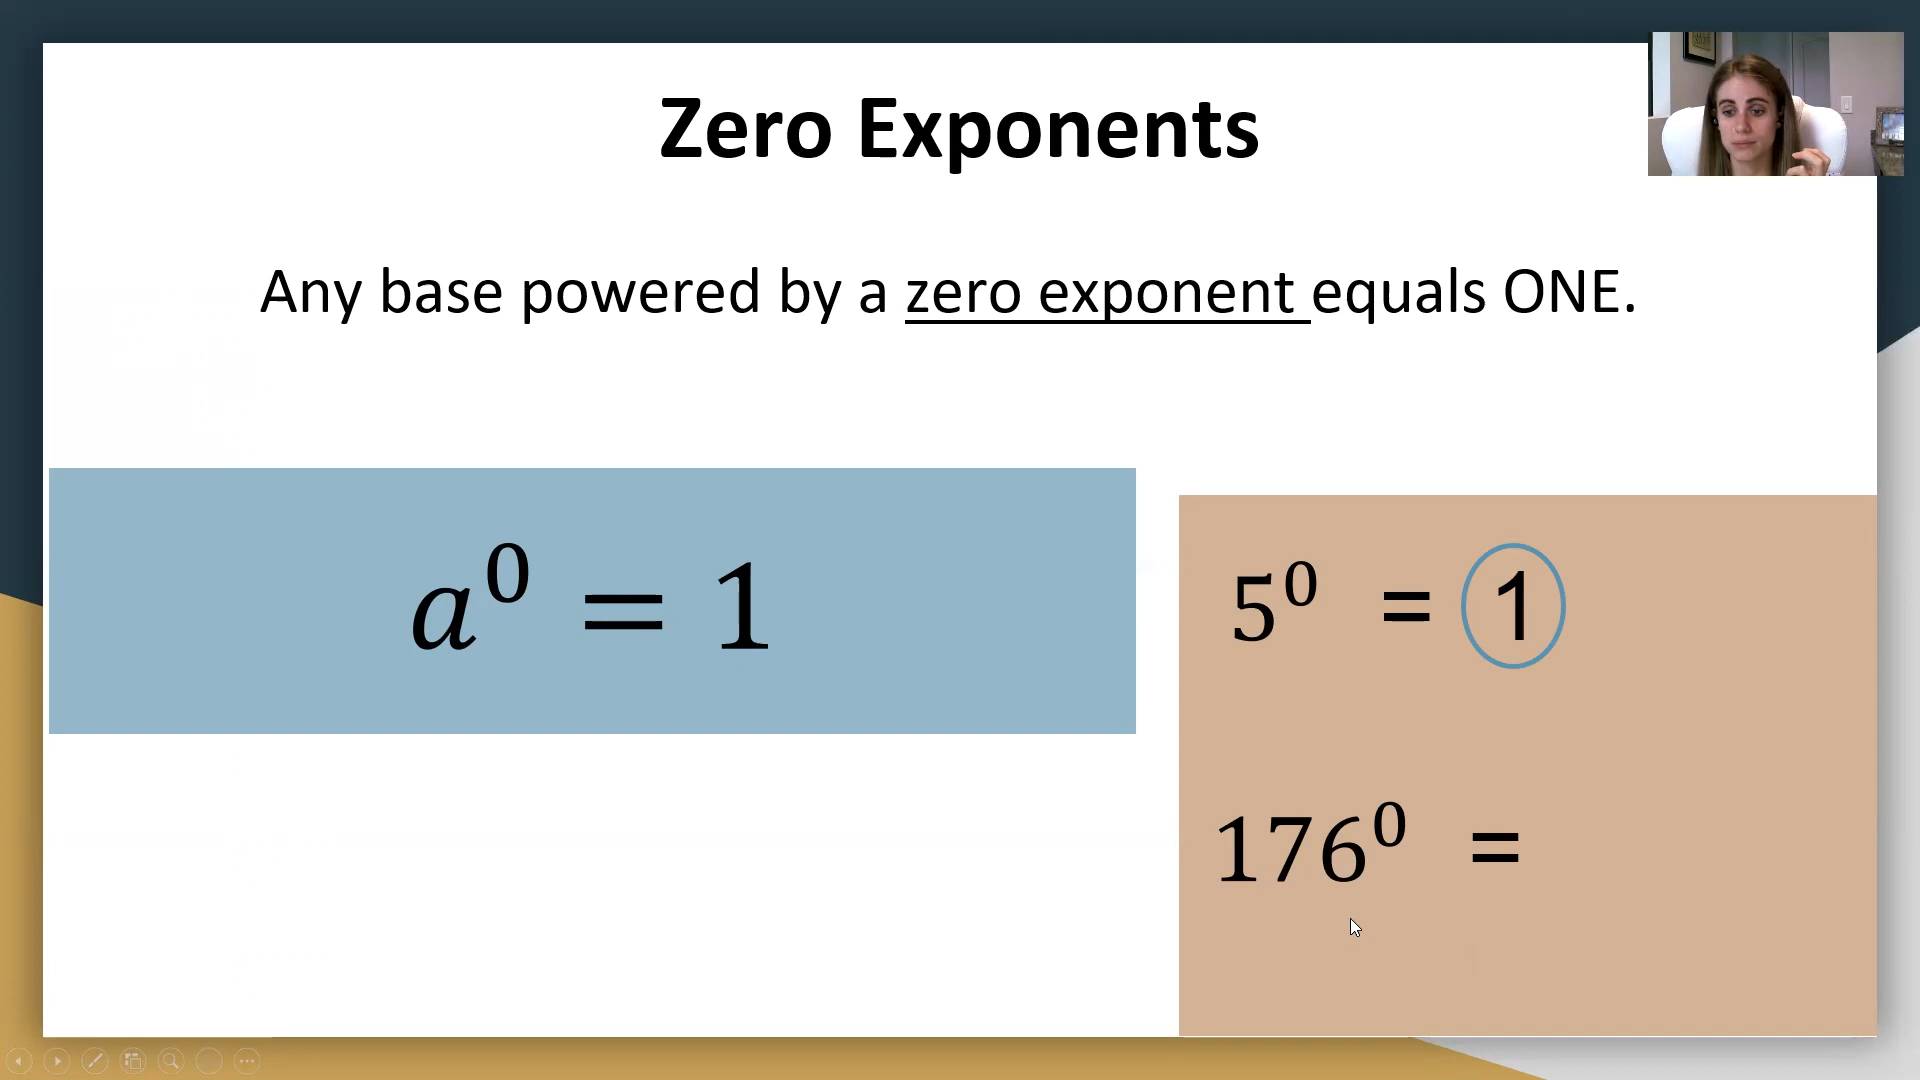 Zero Exponents
Any base powered by a zero exponent equals ONE.
a⁰ = 1
5⁰ = 1
176⁰ =